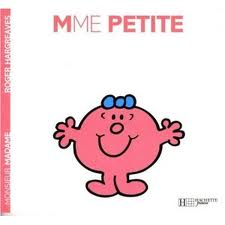 MME PETITE
ROGER HARGREAVES
MONSIEUR MADAME
H HACHETTE
Jeunesse